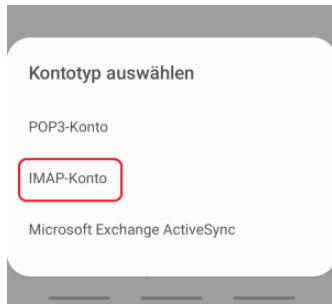 Kontotyp auswählen
POP3-Konto
IMAP-Konto
Microsoft Exchange ActiveSync